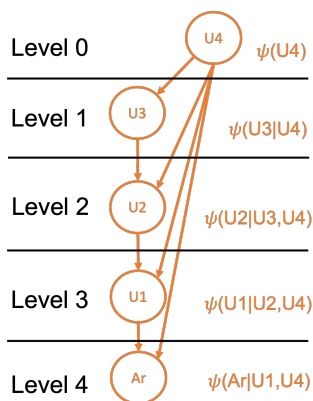 U4
Level 0
ψ(U4)
Level 1
U3
ψ(U3|U4)
Level 2
U2
ψ(U2|U3,U4)
Level 3
U1
ψ(U1|U2,U4)
Level 4
Ar
ψ(Ar|U1,U4)